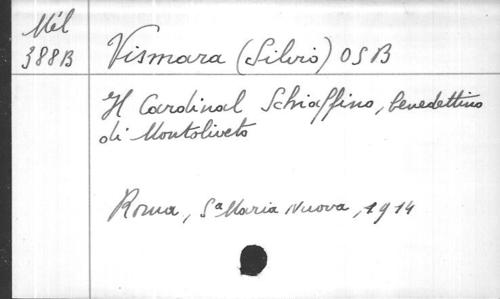 Mél
388B
Vismara (Silvio) OSB
Il Cardinal Schiaffino, benedettino
di Montoliveto
Roma, Sª Maria Nuova, 1914